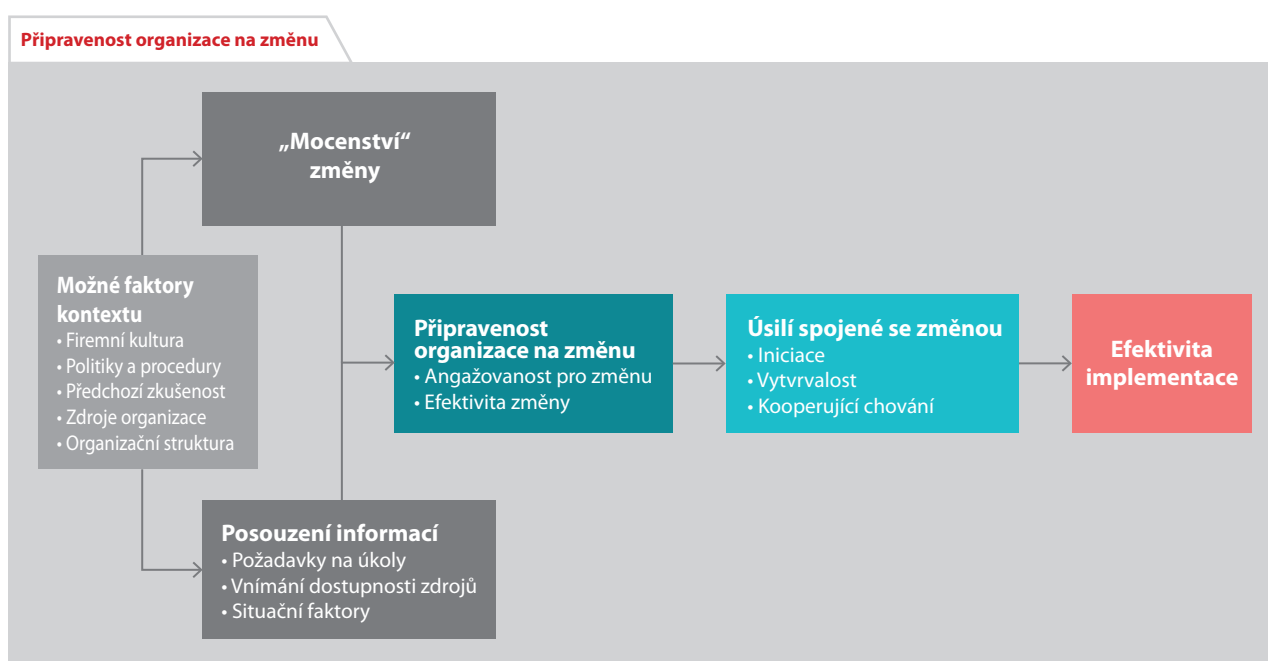 Připravenost organizace na změnu
„Mocenství“
změny
Možné faktory
kontextu
• Firemní kultura
• Politiky a procedury
• Předchozí zkušenost
• Zdroje organizace
• Organizační struktura
Připravenost
organizace na změnu
• Angažovanost pro změnu
• Efektivita změny
Úsilí spojené se změnou
• Iniciace
• Vytvrvalost
• Kooperující chování
Efektivita
implementace
Posouzení informací
• Požadavky na úkoly
• Vnímání dostupnosti zdrojů
• Situační faktory